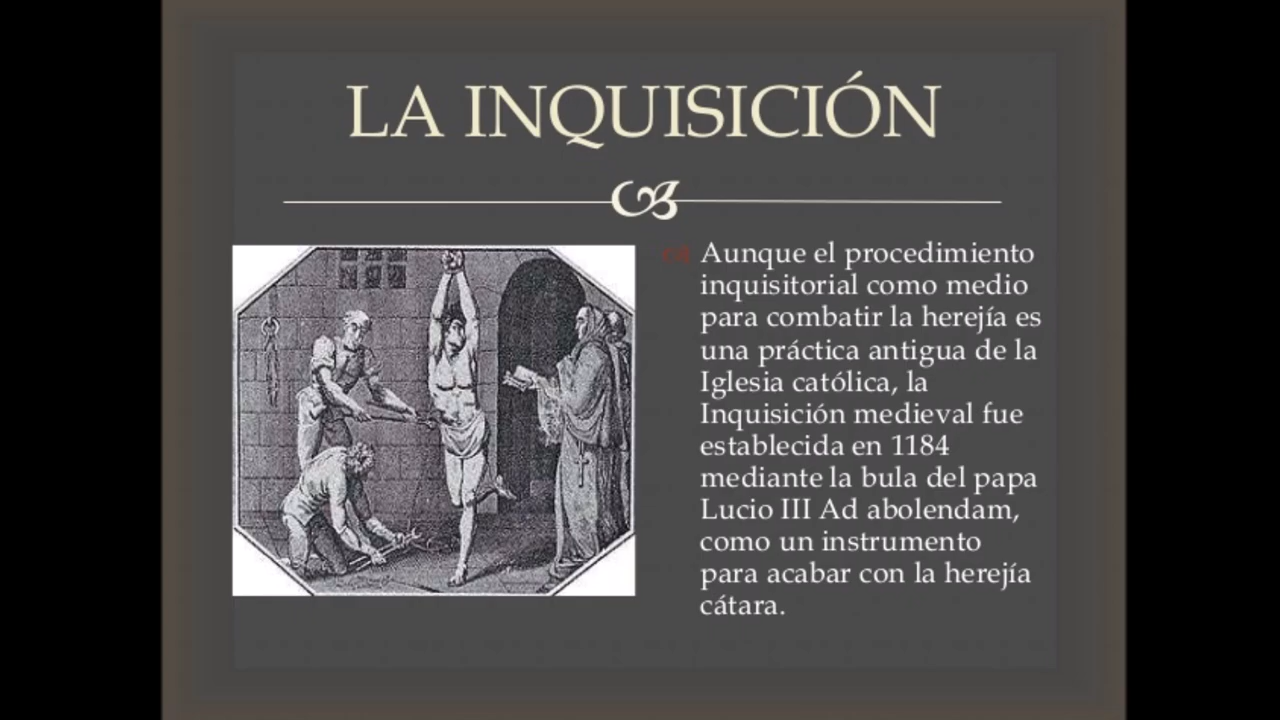 LA INQUISICIÓN
Aunque el procedimiento
inquisitorial como medio
para combatir la herejía es
una práctica antigua de la
Iglesia católica, la
Inquisición medieval fue
establecida en 1184
mediante la bula del papa
Lucio III Ad abolendam,
como un instrumento
para acabar con la herejía
cátara.